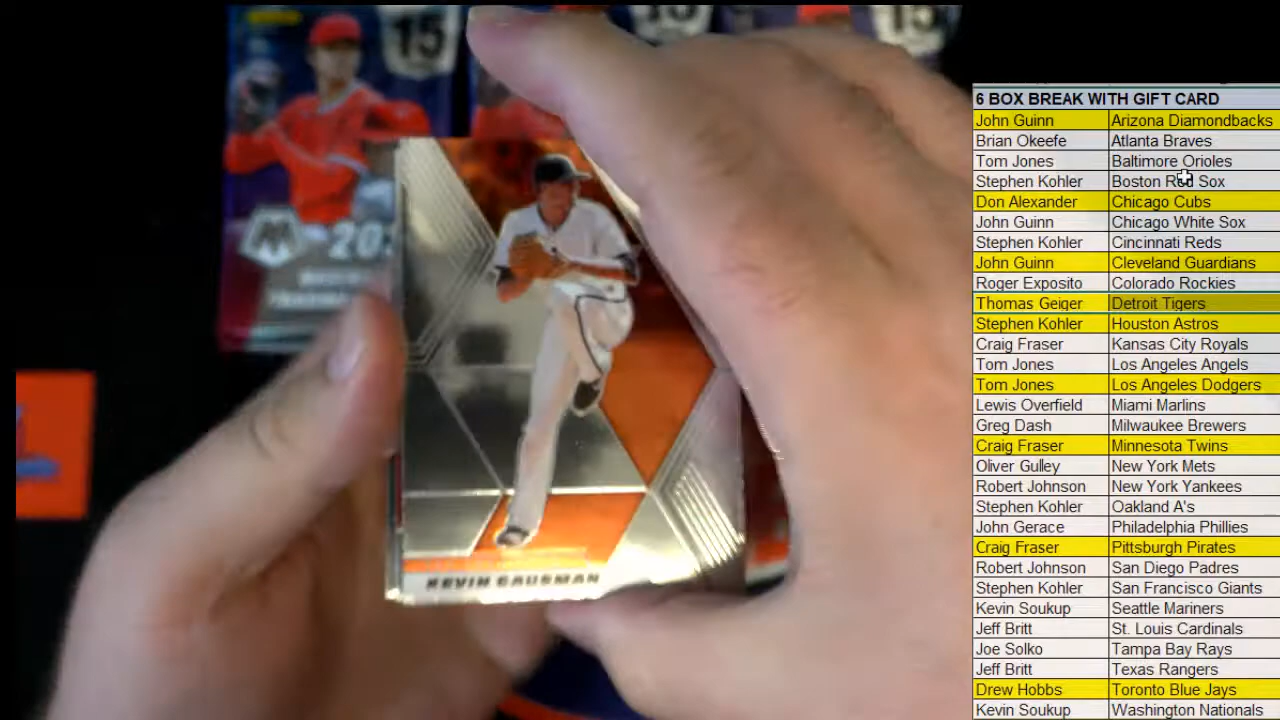 15
15
20
KEVIN GAUSMAN
6 BOX BREAK WITH GIFT CARD
John Guinn Arizona Diamondbacks
Brian Okeefe Atlanta Braves
Tom Jones Baltimore Orioles
Stephen Kohler Boston Red Sox
Don Alexander Chicago Cubs
John Guinn Chicago White Sox
Stephen Kohler Cincinnati Reds
John Guinn Cleveland Guardians
Roger Exposito Colorado Rockies
Thomas Geiger Detroit Tigers
Stephen Kohler Houston Astros
Craig Fraser Kansas City Royals
Tom Jones Los Angeles Angels
Tom Jones Los Angeles Dodgers
Lewis Overfield Miami Marlins
Greg Dash Milwaukee Brewers
Craig Fraser Minnesota Twins
Oliver Gulley New York Mets
Robert Johnson New York Yankees
Stephen Kohler Oakland A's
John Gerace Philadelphia Phillies
Craig Fraser Pittsburgh Pirates
Robert Johnson San Diego Padres
Stephen Kohler San Francisco Giants
Kevin Soukup Seattle Mariners
Jeff Britt St. Louis Cardinals
Joe Solko Tampa Bay Rays
Jeff Britt Texas Rangers
Drew Hobbs Toronto Blue Jays
Kevin Soukup Washington Nationals